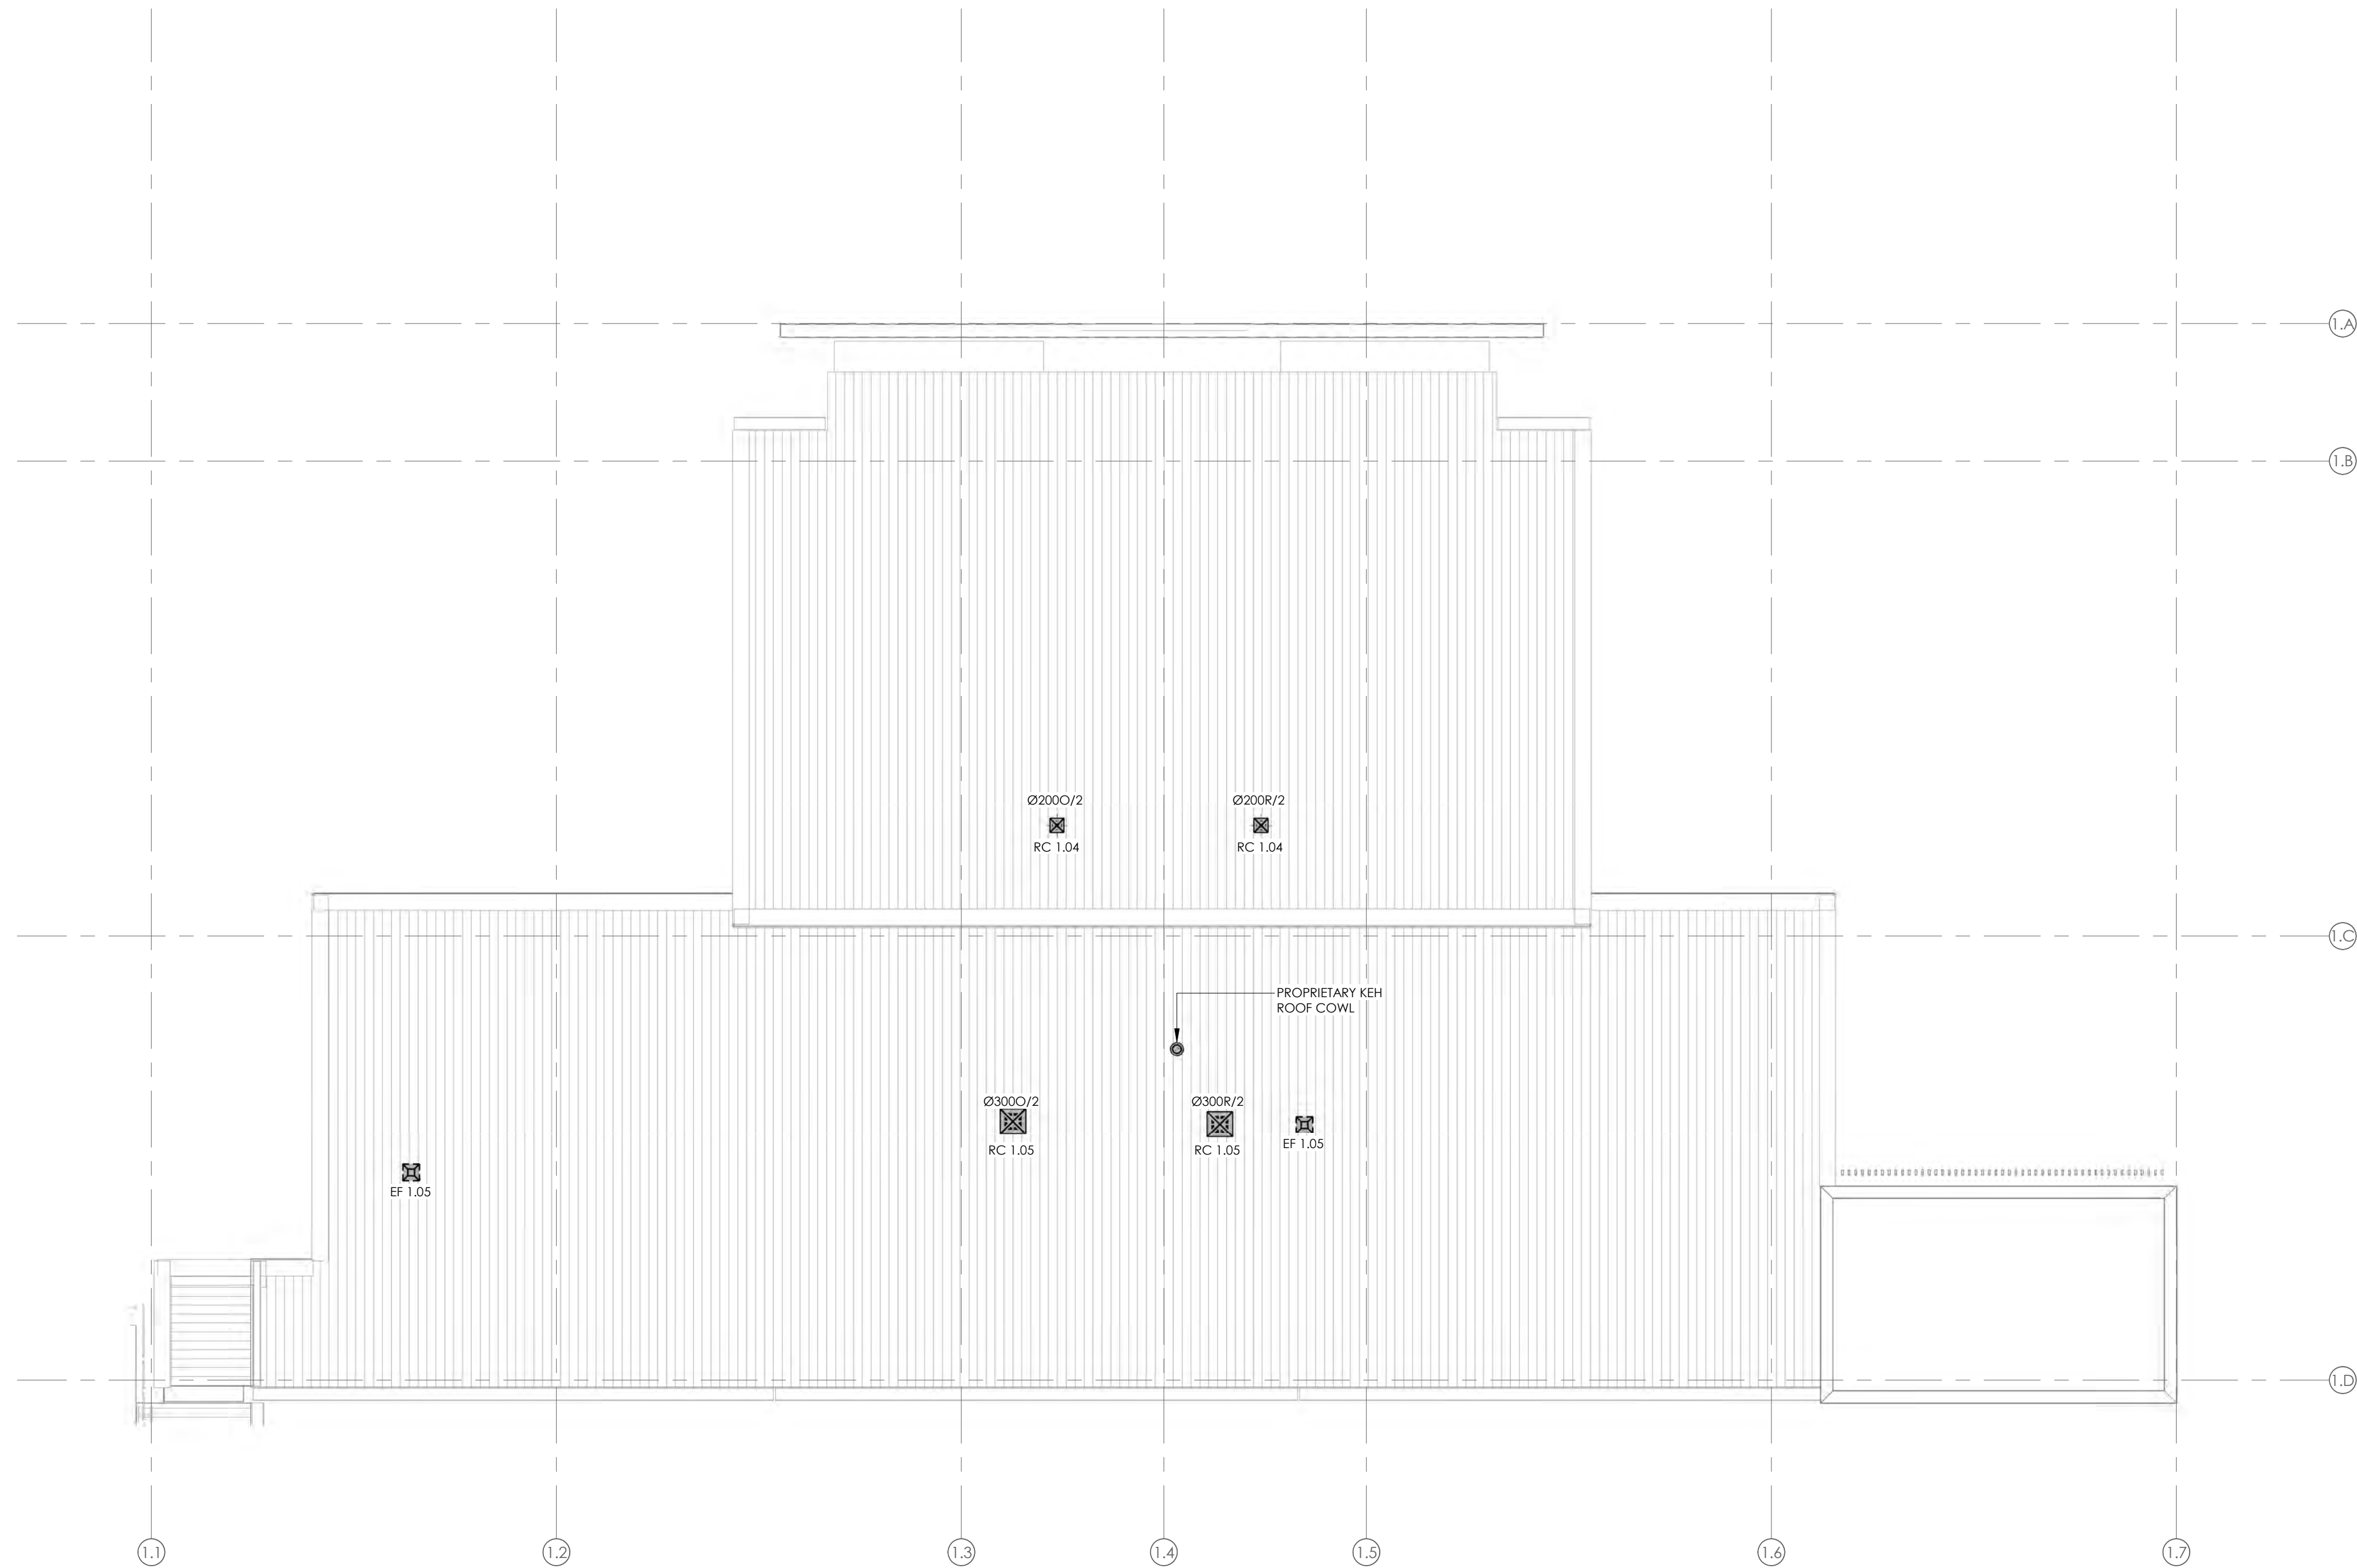 1.A
1.B
Ø200O/2
Ø200R/2
RC 1.04
RC 1.04
1.C
PROPRIETARY KEH
ROOF COWL
Ø300O/2
Ø300R/2
RC 1.05
RC 1.05
EF 1.05
EF 1.05
1.D
1.1
1.2
1.3
1.4
1.5
1.6
1.7